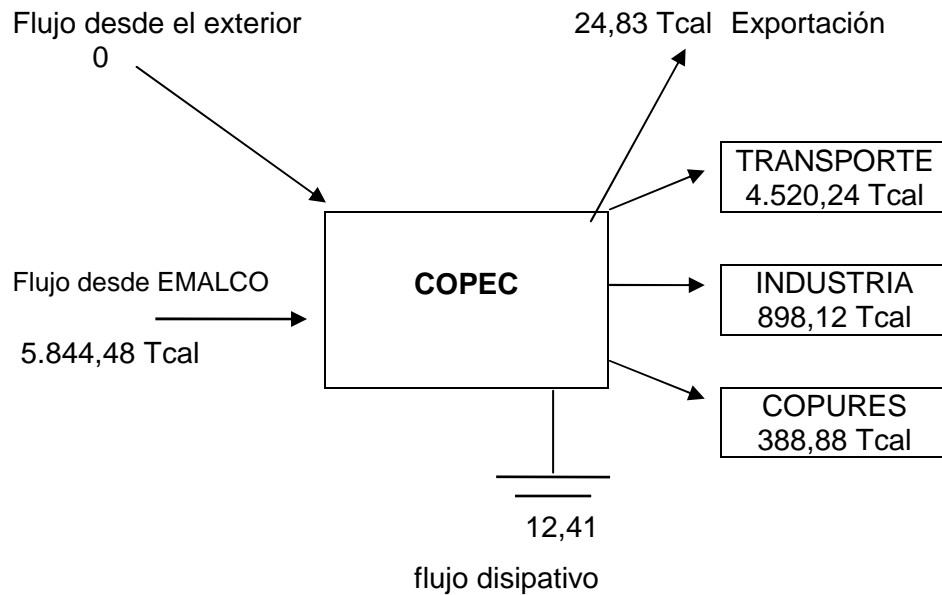 Flujo desde el exterior
0
24,83 Tcal Exportación
TRANSPORTE
4.520,24 Tcal
Flujo desde EMALCO
5.844,48 Tcal
COPEC
INDUSTRIA
898,12 Tcal
COPURES
388,88 Tcal
12,41
flujo disipativo